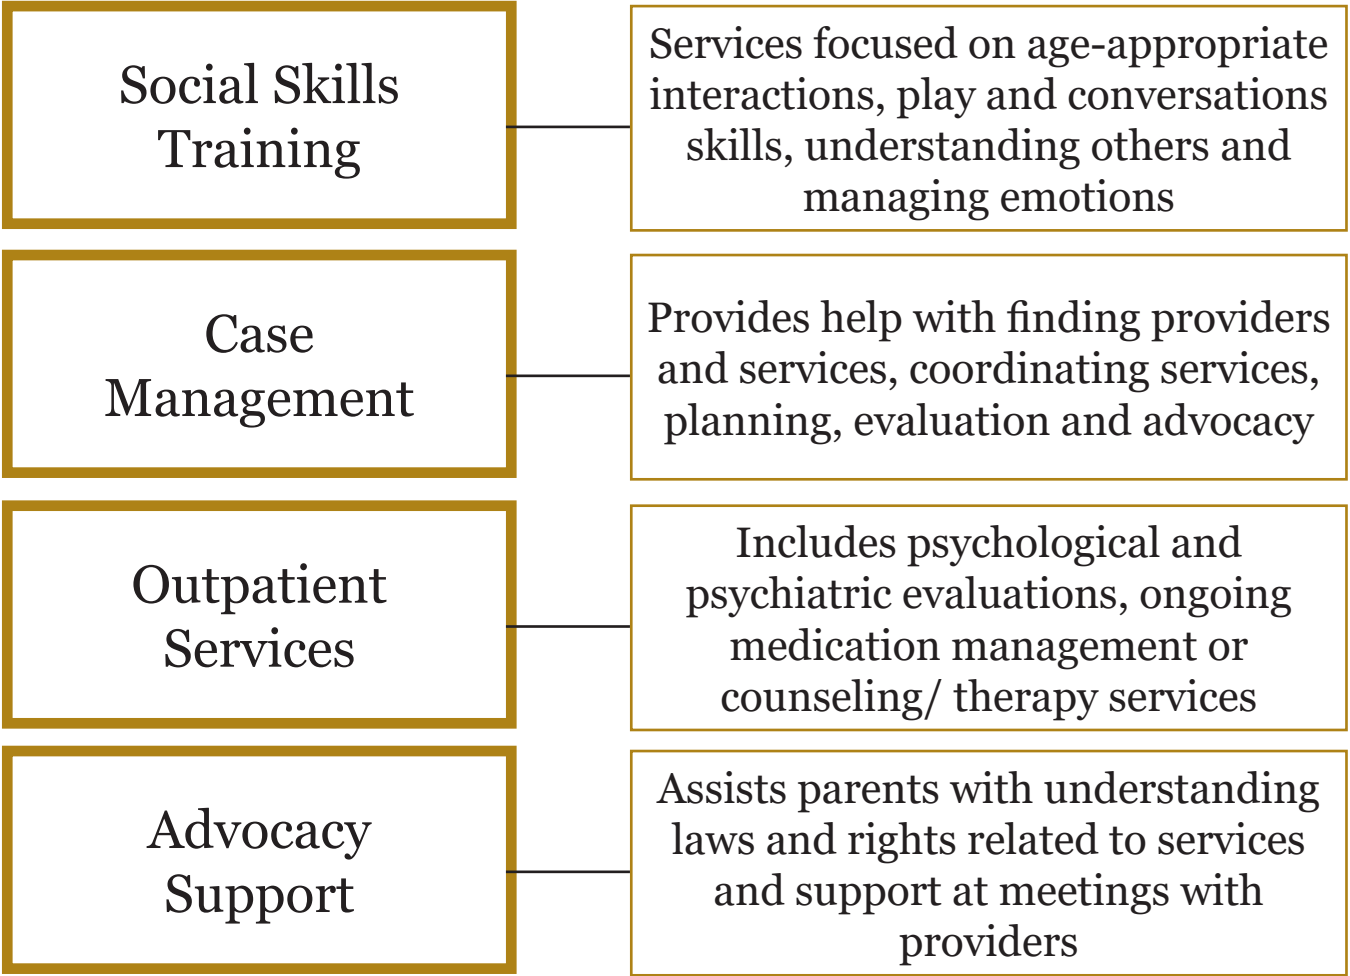 Social Skills
Training
Services focused on age-appropriate
interactions, play and conversations
skills, understanding others and
managing emotions
Case
Management
Provides help with finding providers
and services, coordinating services,
planning, evaluation and advocacy
Outpatient
Services
Includes psychological and
psychiatric evaluations, ongoing
medication management or
counseling/ therapy services
Advocacy
Support
Assists parents with understanding
laws and rights related to services
and support at meetings with
providers